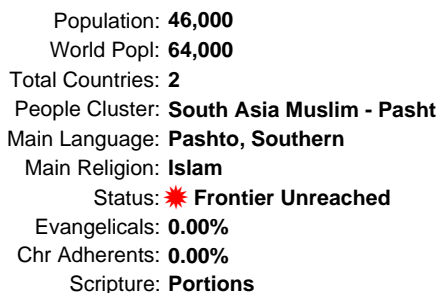 Population: 46,000
World Popl: 64,000
Total Countries: 2
People Cluster: South Asia Muslim - Pasht
Main Language: Pashto, Southern
Main Religion: Islam
Status: Frontier Unreached
Evangelicals: 0.00%
Chr Adherents: 0.00%
Scripture: Portions